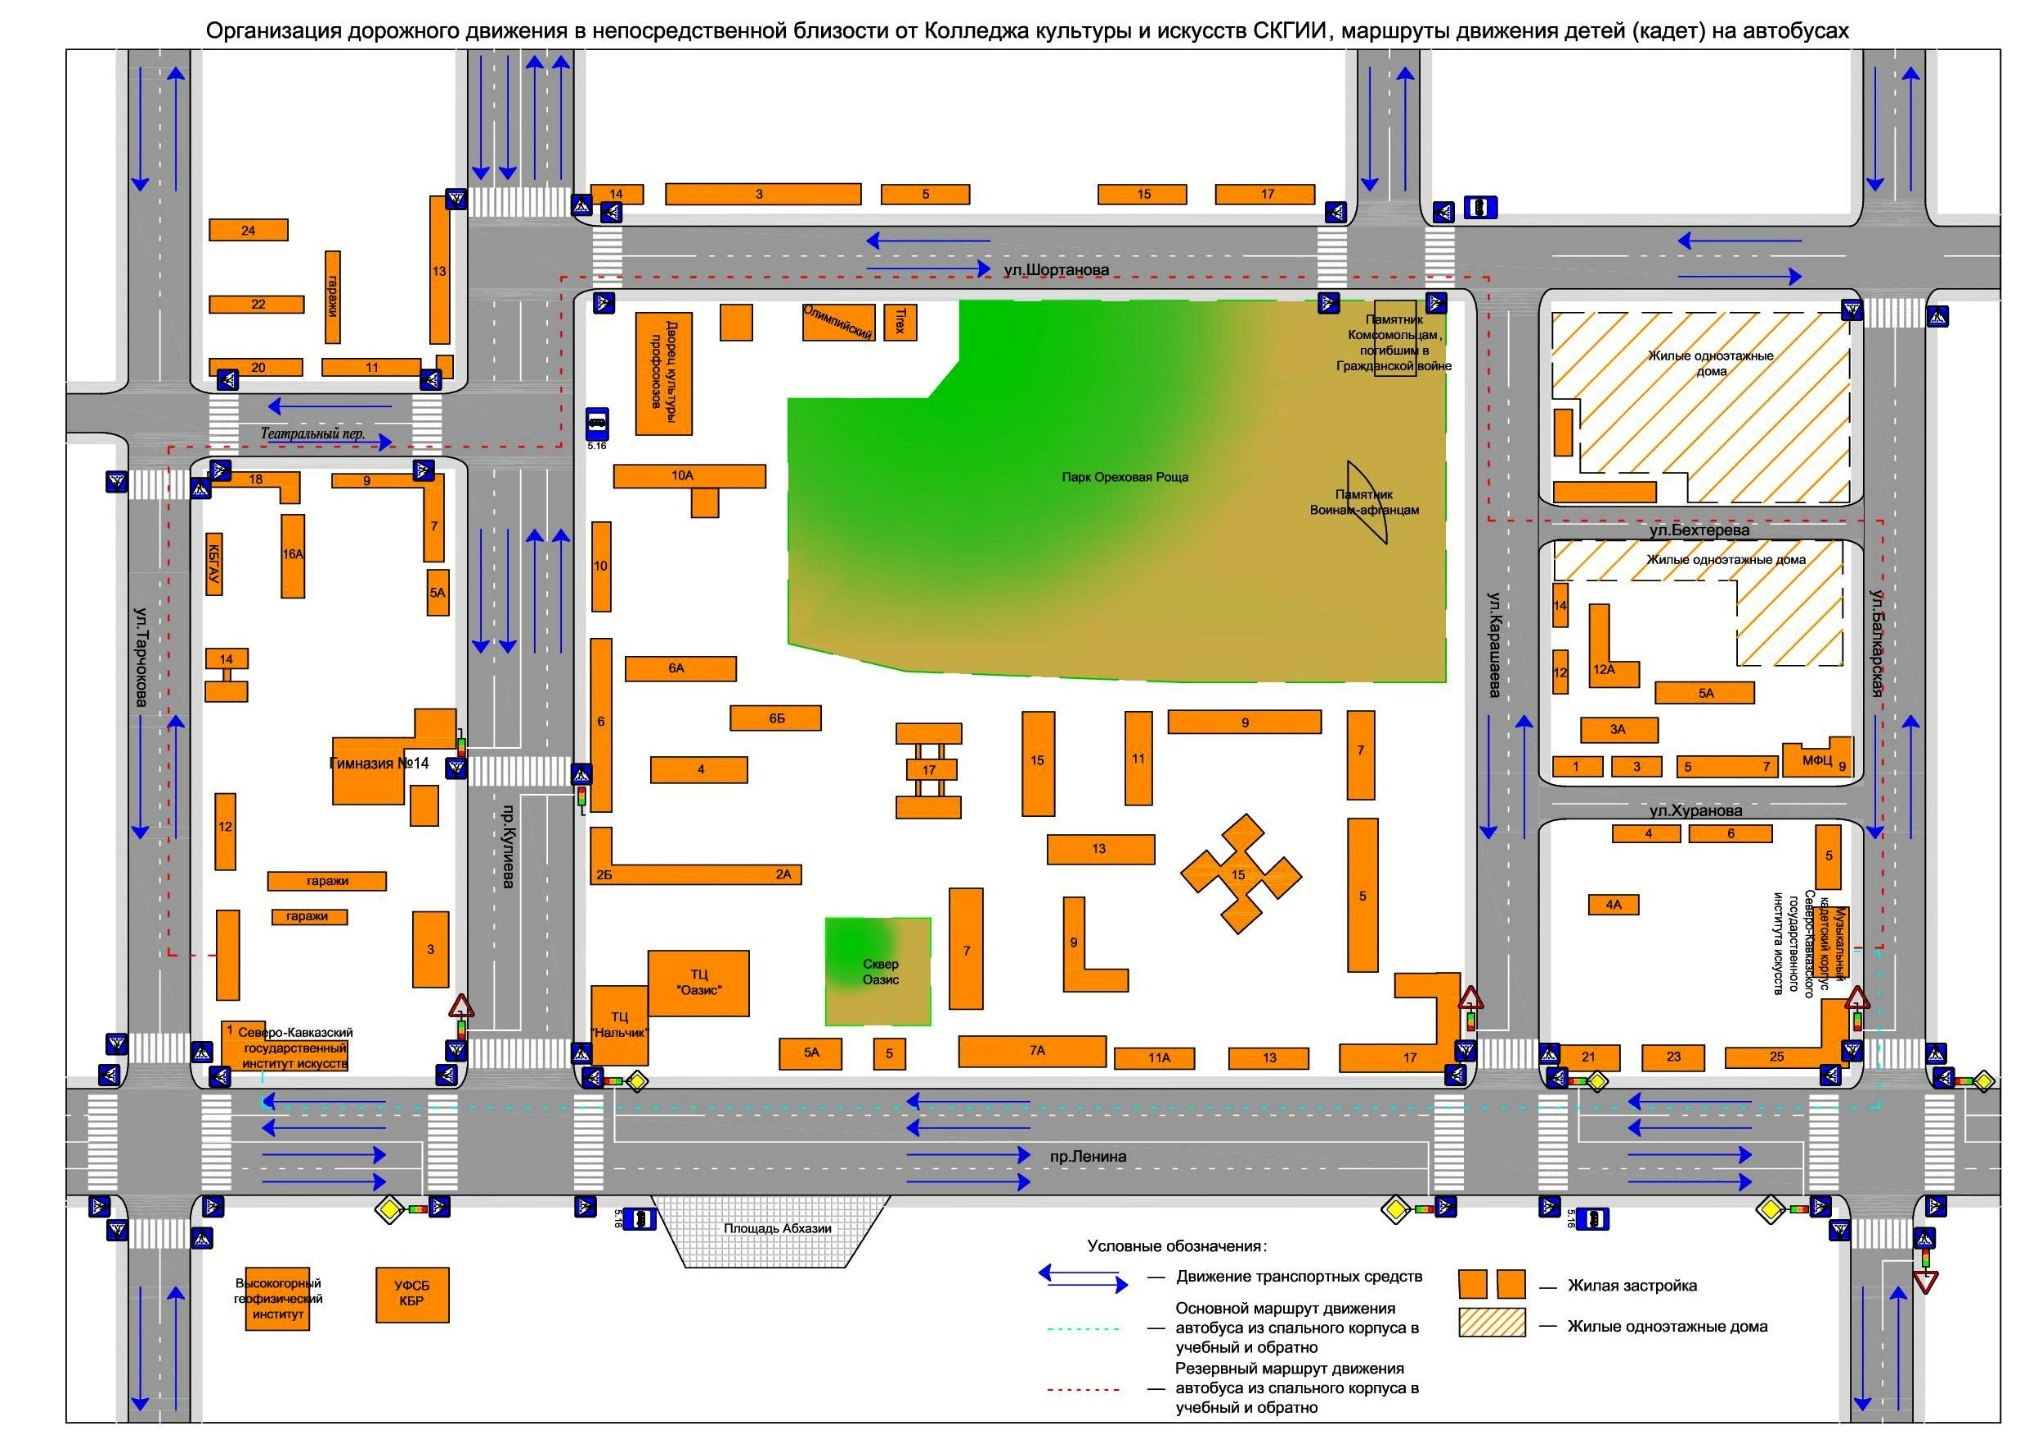 Организация дорожного движения в непосредственной близости от Колледжа культуры и искусств СКГИИ, маршруты движения детей (кадет) на автобусах
14
3
5
15
17
24
22
20
11
13
гаражи
ул.Шортанова
Театральный пер.
18
9
7
16А
КБГАУ
5А
14
ул.Тарчокова
Гимназия №14
12
гаражи
гаражи
3
1
Северо-Кавказский
государственный
институт искусств
пр.Кулиева
5.16
Дворец культуры
профсоюзов
Олимпийский
Tirex
10А
10
6
6А
6Б
4
2Б
2А
ТЦ
"Оазис"
ТЦ
"Нальчик"
Сквер
Оазис
Парк Ореховая Роща
Памятник
Комсомольцам,
погибшим в
Гражданской войне
Памятник
Воинам-афганцам
17
15
11
9
7
13
15
5
7
9
5А
5
7А
11А
13
17
ул.Карашаева
Жилые одноэтажные
дома
ул.Бехтерева
Жилые одноэтажные дома
14
12
12А
5А
3А
1
3
5
7
МФЦ
9
ул.Хуранова
4
6
5
4А
Музыкальный
кадетский корпус
Северо-Кавказского
государственного
института искусств
21
23
25
ул.Балкарская
пр.Ленина
5.16
Площадь Абхазии
5.16
Высокогорный
геофизический
институт
УФСБ
КБР
Условные обозначения:
— Движение транспортных средств
Основной маршрут движения
— автобуса из спального корпуса в
учебный и обратно
Резервный маршрут движения
— автобуса из спального корпуса в
учебный и обратно
— Жилая застройка
— Жилые одноэтажные дома